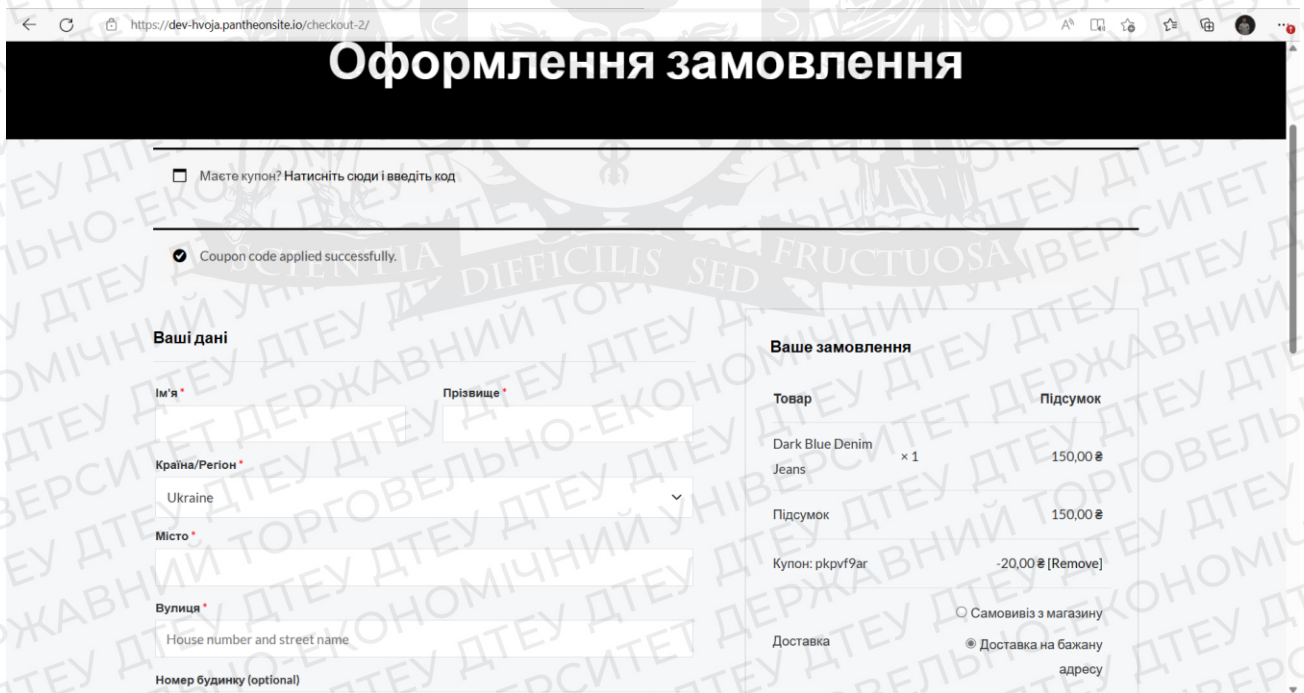 https://dev-hvoja.pantheonsite.io/checkout-2/
Оформлення замовлення
Маєте купон? Натисніть сюди і введіть код
Coupon code applied successfully.
SCIENTIA DIFFICILIS SED FRUCTUOSA
Ваші дані
Ім'я *
Прізвище *
Країна/Регіон *
Ukraine
Місто *
Вулиця *
House number and street name
Номер будинку (optional)
Ваше замовлення
Товар Підсумок
Dark Blue Denim
Jeans
× 1 150,00 ₴
Підсумок 150,00 ₴
Купон: pkpvf9ar -20,00 ₴ [Remove]
Доставка
Самовивіз з магазину
Доставка на бажану
адресу